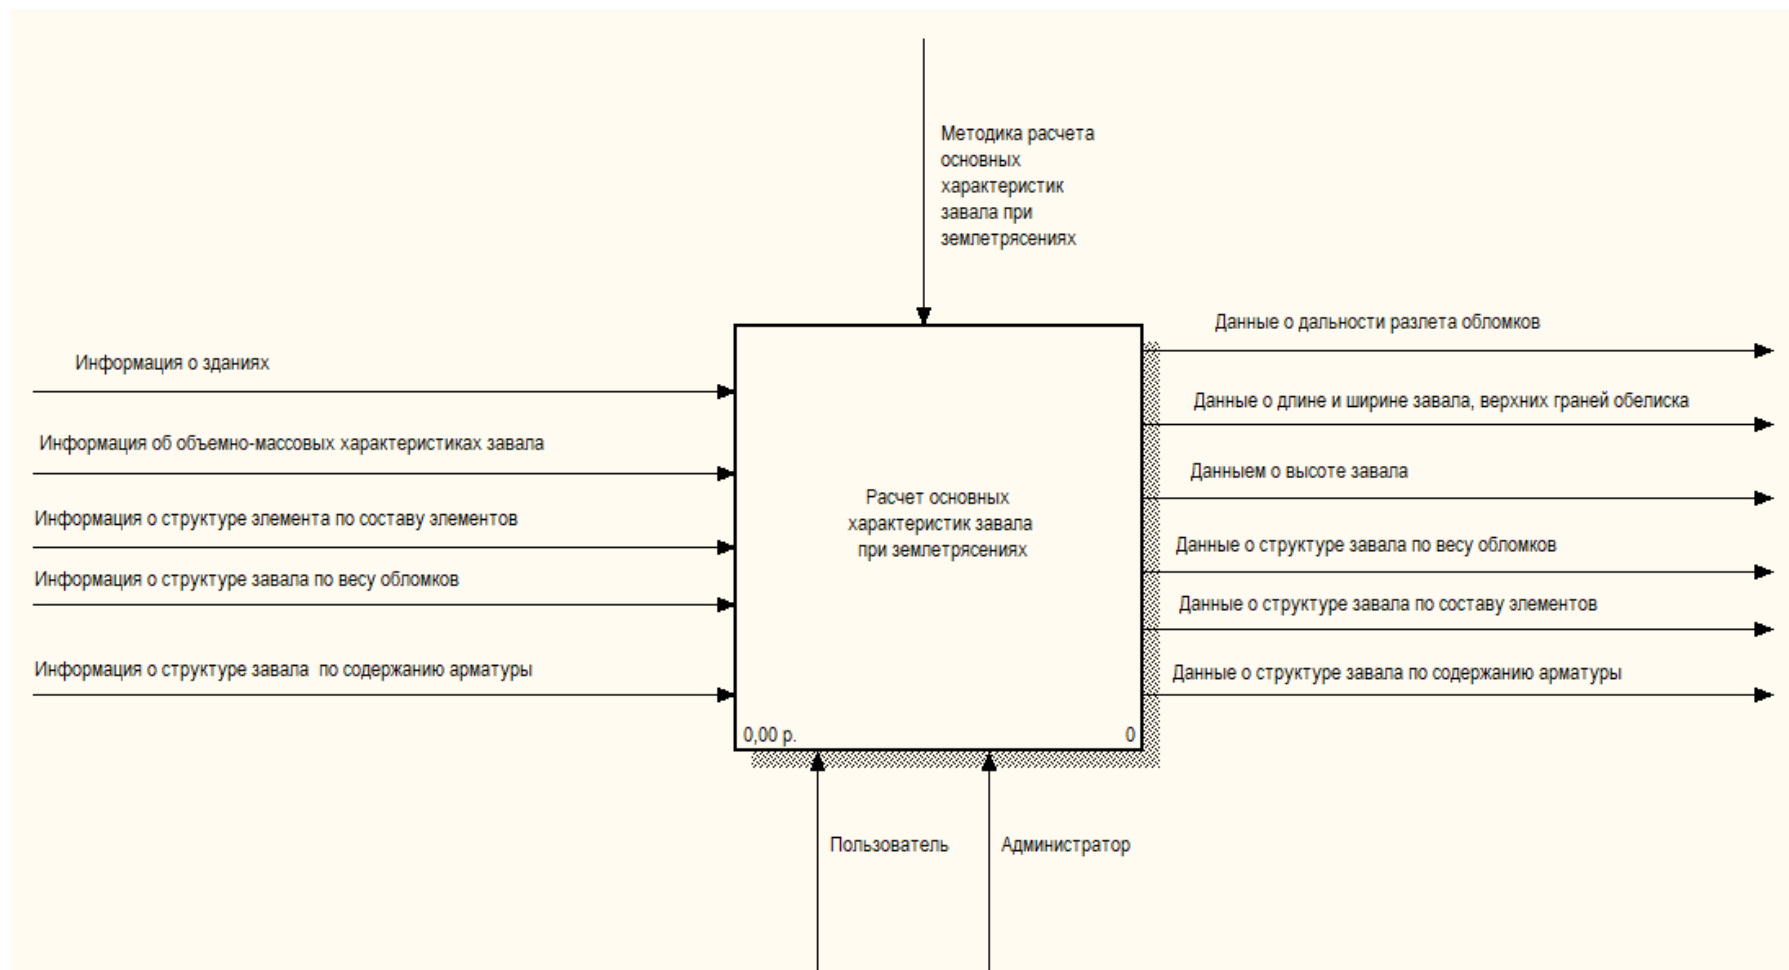 Методика расчета
основных
характеристик
завала при
землетрясениях
Информация о зданиях
Информация об объемно-массовых характеристиках завала
Информация о структуре элемента по составу элементов
Информация о структуре завала по весу обломков
Информация о структуре завала  по содержанию арматуры
Расчет основных
характеристик завала
при землетрясениях
0,00 р.
0
Данные о дальности разлета обломков
Данные о длине и ширине завала, верхних граней обелиска
Данныем о высоте завала
Данные о структуре завала по весу обломков
Данные о структуре завала по составу элементов
Данные о структуре завала по содержанию арматуры
Пользователь
Администратор